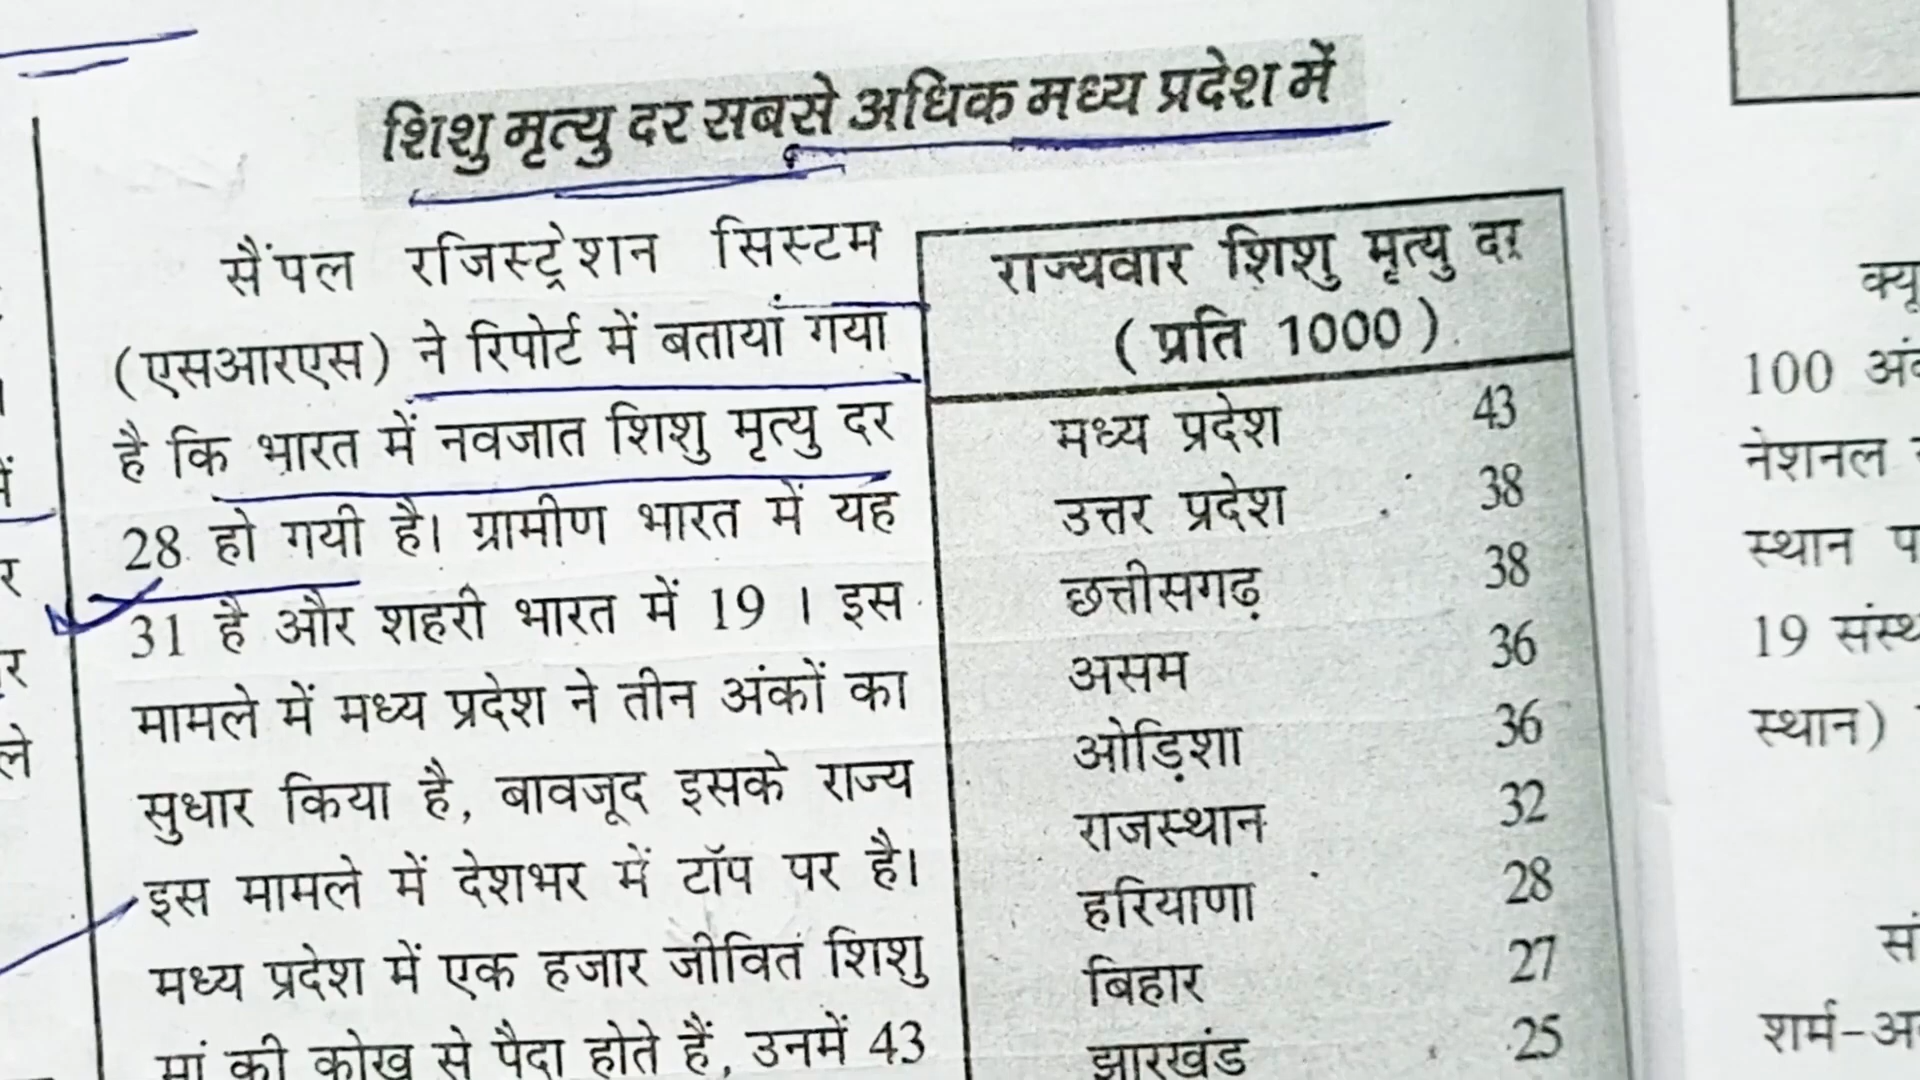 शिशु मृत्यु दर सबसे अधिक मध्य प्रदेश में
सैंपल रजिस्ट्रेशन सिस्टम
(एसआरएस) ने रिपोर्ट में बताया गया
है कि भारत में नवजात शिशु मृत्यु दर
28 हो गयी है। ग्रामीण भारत में यह
31 है और शहरी भारत में 19 । इस
मामले में मध्य प्रदेश ने तीन अंकों का
सुधार किया है, बावजूद इसके राज्य
इस मामले में देशभर में टॉप पर है।
मध्य प्रदेश में एक हजार जीवित शिशु
मां की कोख से पैदा होते हैं, उनमें 43
राज्यवार शिशु मृत्यु दर
( प्रति 1000 )
मध्य प्रदेश 43
उत्तर प्रदेश 38
छत्तीसगढ़ 38
असम 36
ओड़िशा 36
राजस्थान 32
हरियाणा 28
बिहार 27
झारखंड 25
100
नेशनल
स्थान
19
स्थान)